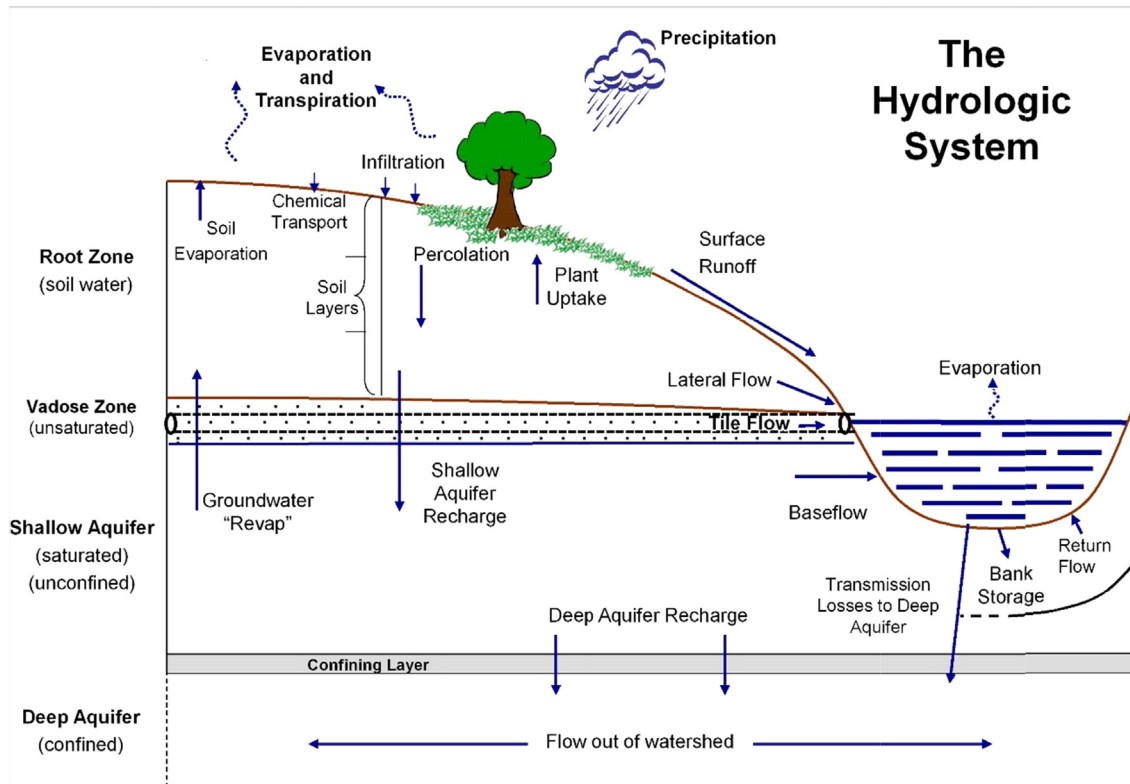 The
Hydrologic
System
Precipitation
Evaporation
and
Transpiration
Infiltration
Chemical
Transport
Soil
Evaporation
Root Zone
(soil water)
Soil
Layers
Percolation
Plant
Uptake
Surface
Runoff
Lateral Flow
Evaporation
Vadose Zone
(unsaturated)
Tile Flow
Groundwater
“Revap”
Shallow
Aquifer
Recharge
Baseflow
Shallow Aquifer
(saturated)
(unconfined)
Return
Flow
Bank
Storage
Transmission
Losses to Deep
Aquifer
Deep Aquifer Recharge
Confining Layer
Deep Aquifer
(confined)
Flow out of watershed